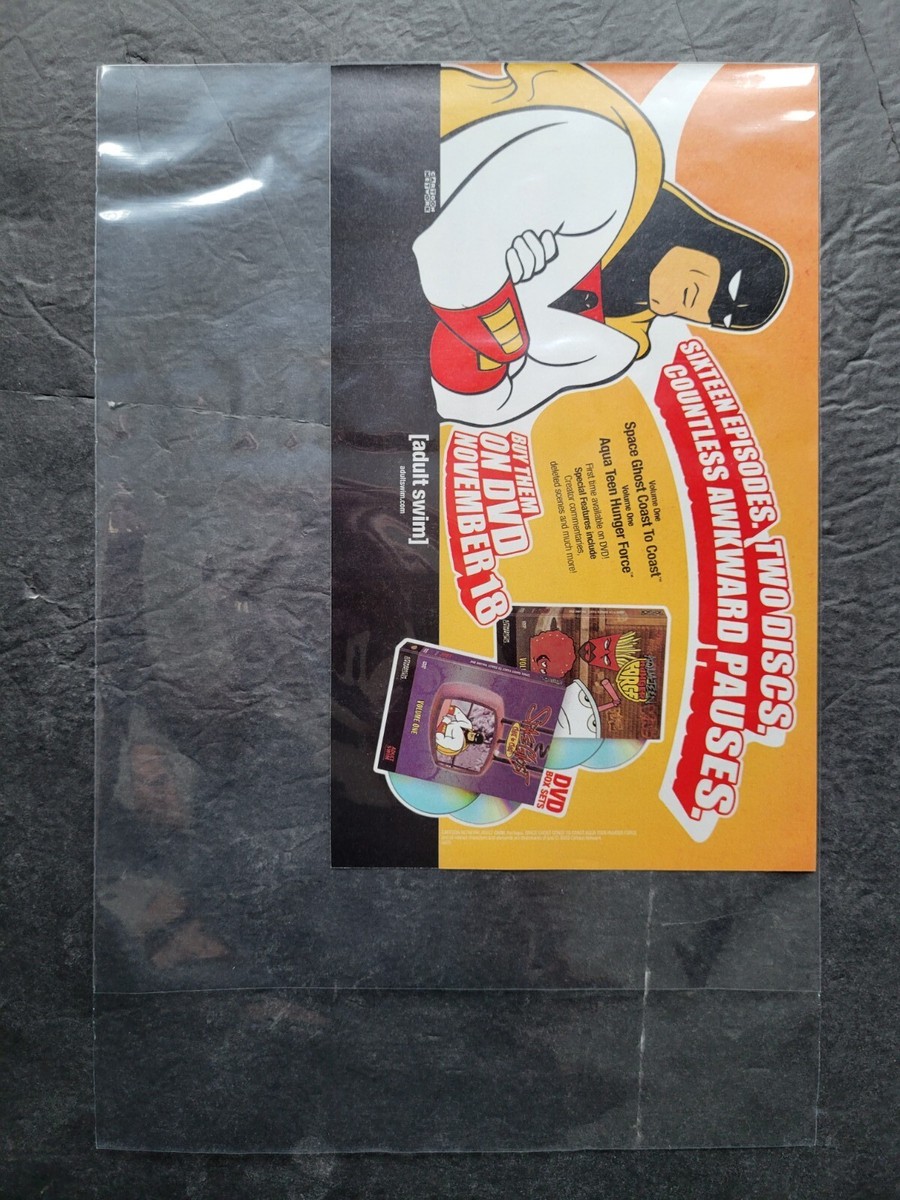 SIXTEEN EPISODES. TWO DISCS.
COUNTLESS AWKWARD PAUSES.
Volume One
Space Ghost Coast To Coast™
Volume One
Aqua Teen Hunger Force™
First time available on DVD!
Special Features include
Creator commentaries,
deleted scenes and much more!
BUY THEM
ON DVD
NOVEMBER 18
DVD
BOX SETS
VOLUME ONE
[adult swim]
adultswim.com